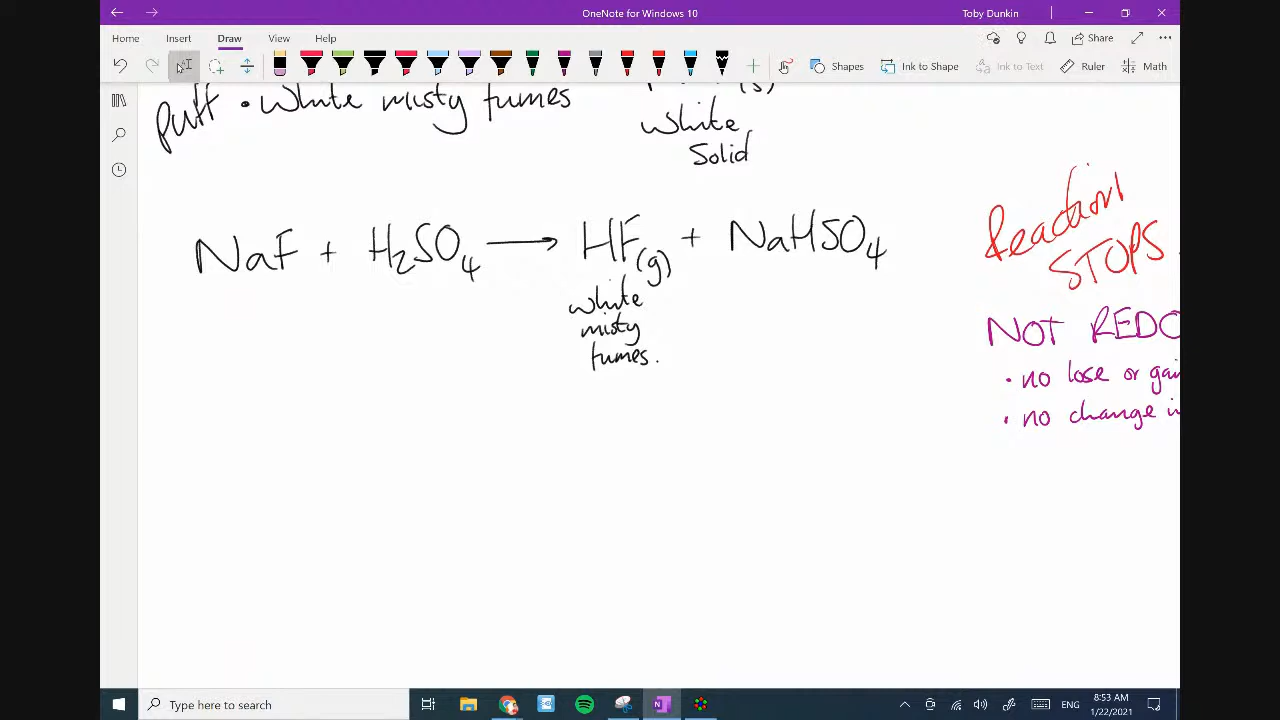 OneNote for Windows 10
Toby Dunkin
Home Insert Draw View Help
Share
Shapes
Ink to Shape
Ink to Text
Ruler
Math
puff • white misty fumes
(s)
white
Solid
NaF + H2SO4 → HF(g) + NaHSO4
white
misty
fumes.
Reaction
STOPS
NOT REDO
• no lose or gai
• no change i
Type here to search
ENG
8:53 AM
1/22/2021